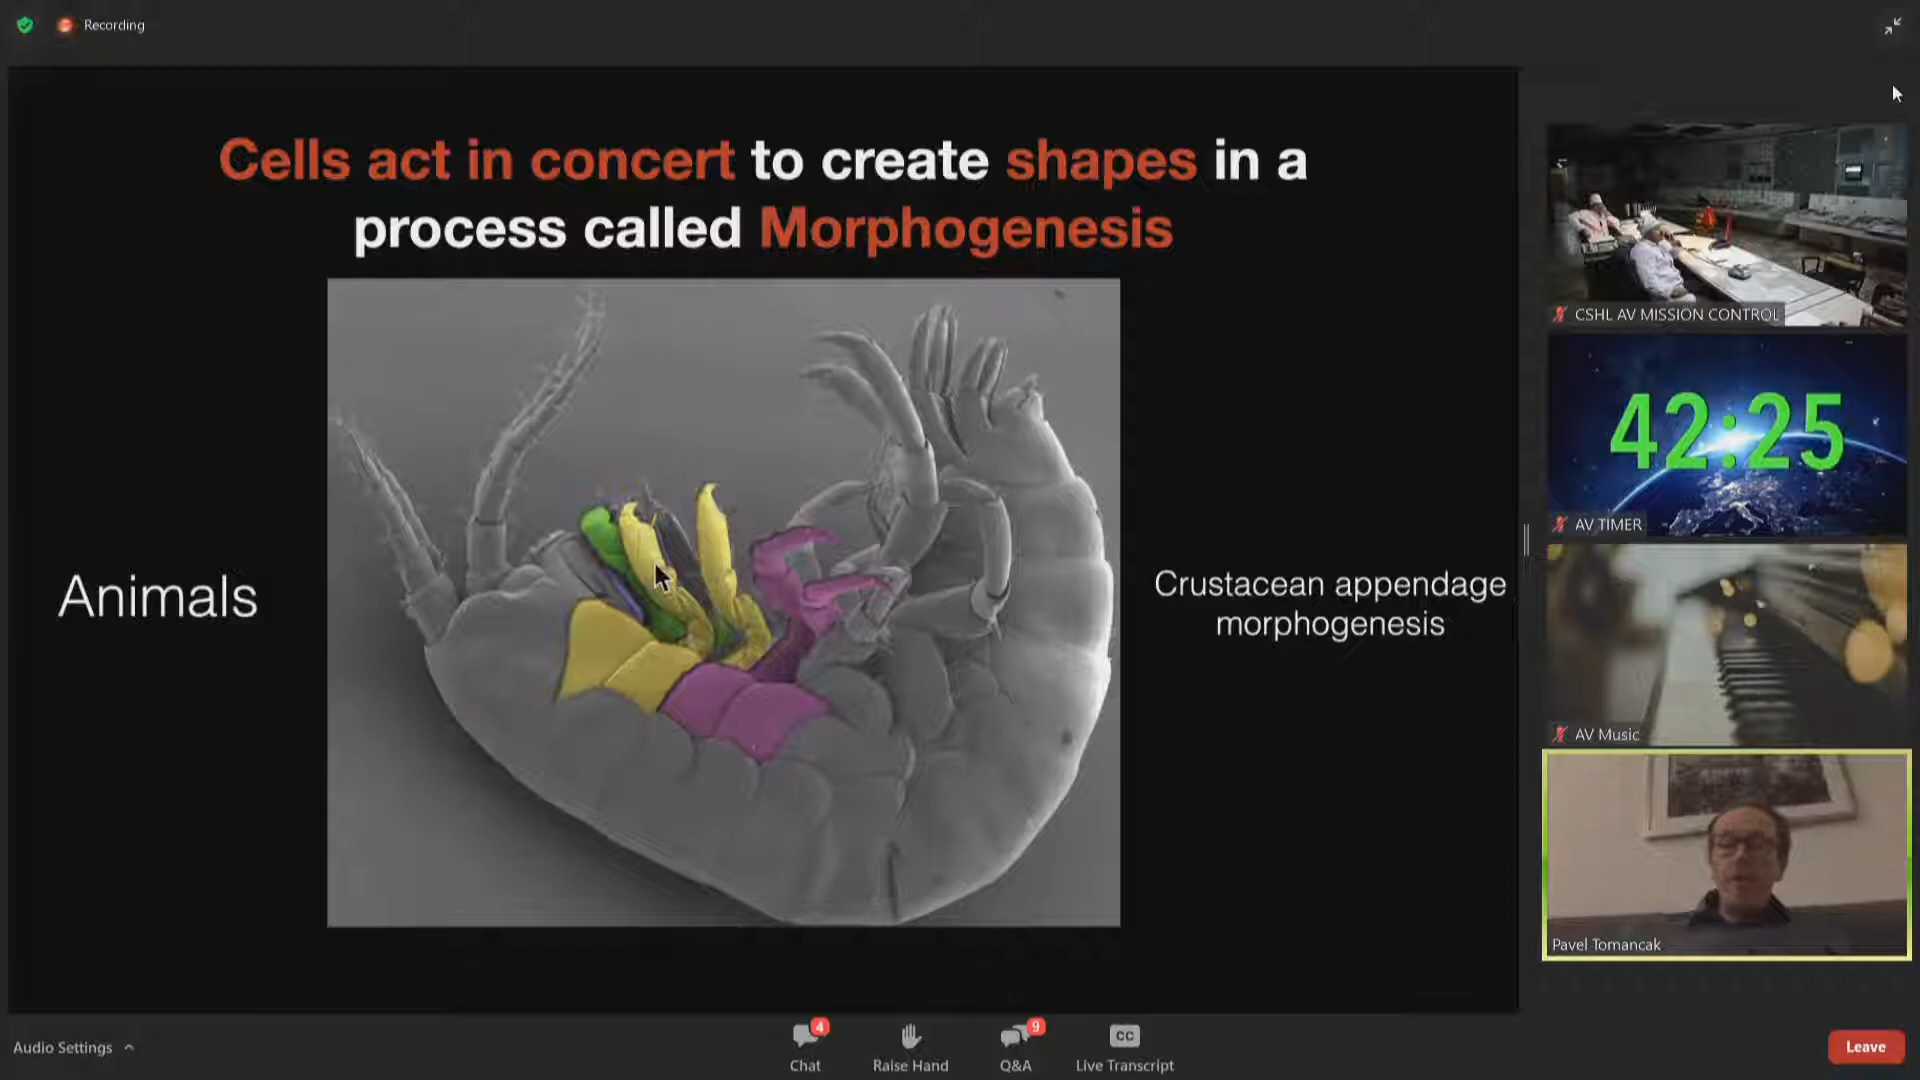 Recording
Cells act in concert to create shapes in a
process called Morphogenesis
Animals
Crustacean appendage
morphogenesis
CSHL AV MISSION CONTROL
42:25
AV TIMER
AV Music
Pavel Tomancak
Audio Settings
4
Chat
Raise Hand
9
Q&A
CC
Live Transcript
Leave